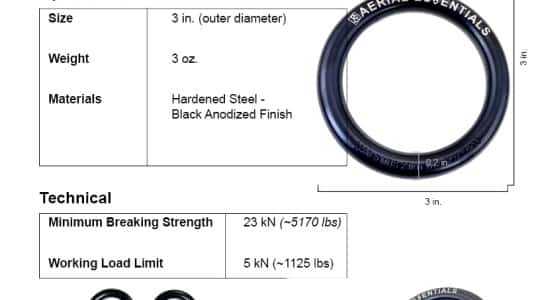 Size 3 in. (outer diameter)
AERIAL ESSENTIALS
Weight 3 oz.
3 in.
Materials Hardened Steel -
Black Anodized Finish
0.2 in
3 in.
Technical
Minimum Breaking Strength 23 kN (~5170 lbs)
Working Load Limit 5 kN (~1125 lbs)